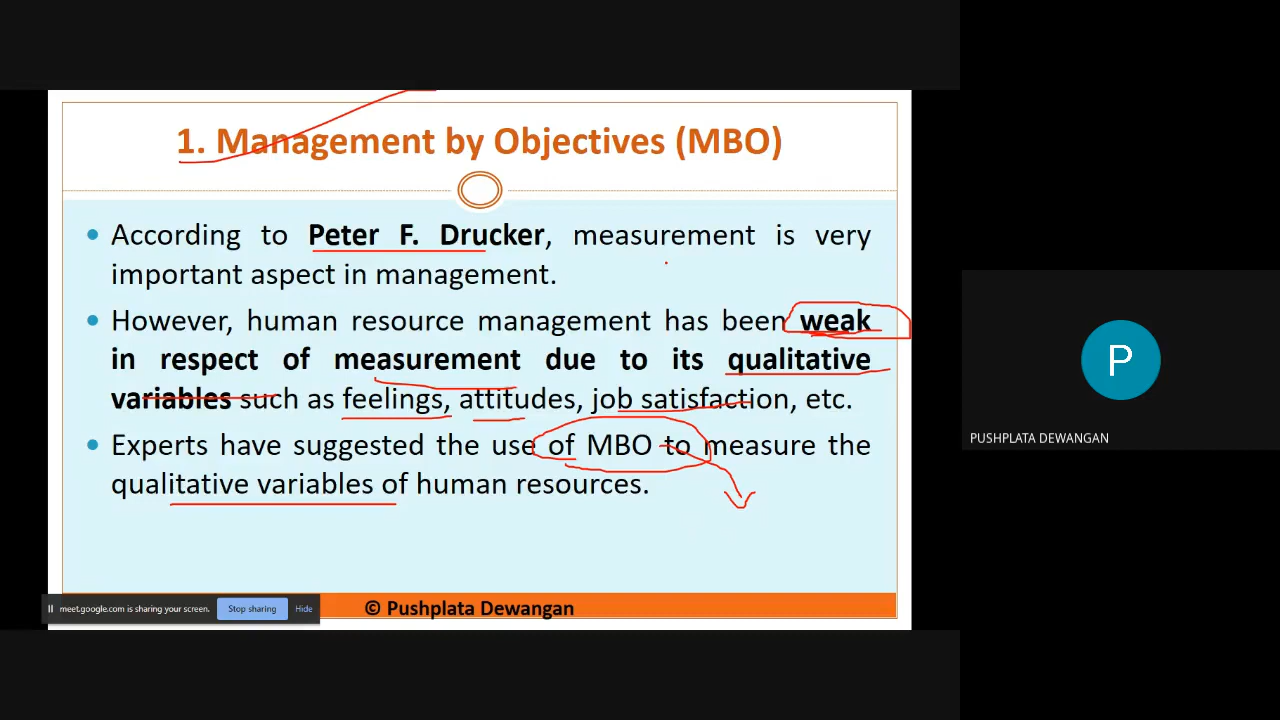 1. Management by Objectives (MBO)
• According to Peter F. Drucker, measurement is very
important aspect in management.
• However, human resource management has been weak
in respect of measurement due to its qualitative
variables such as feelings, attitudes, job satisfaction, etc.
• Experts have suggested the use of MBO to measure the
qualitative variables of human resources.
meet.google.com is sharing your screen. Stop sharing Hide
© Pushplata Dewangan
P
PUSHPLATA DEWANGAN